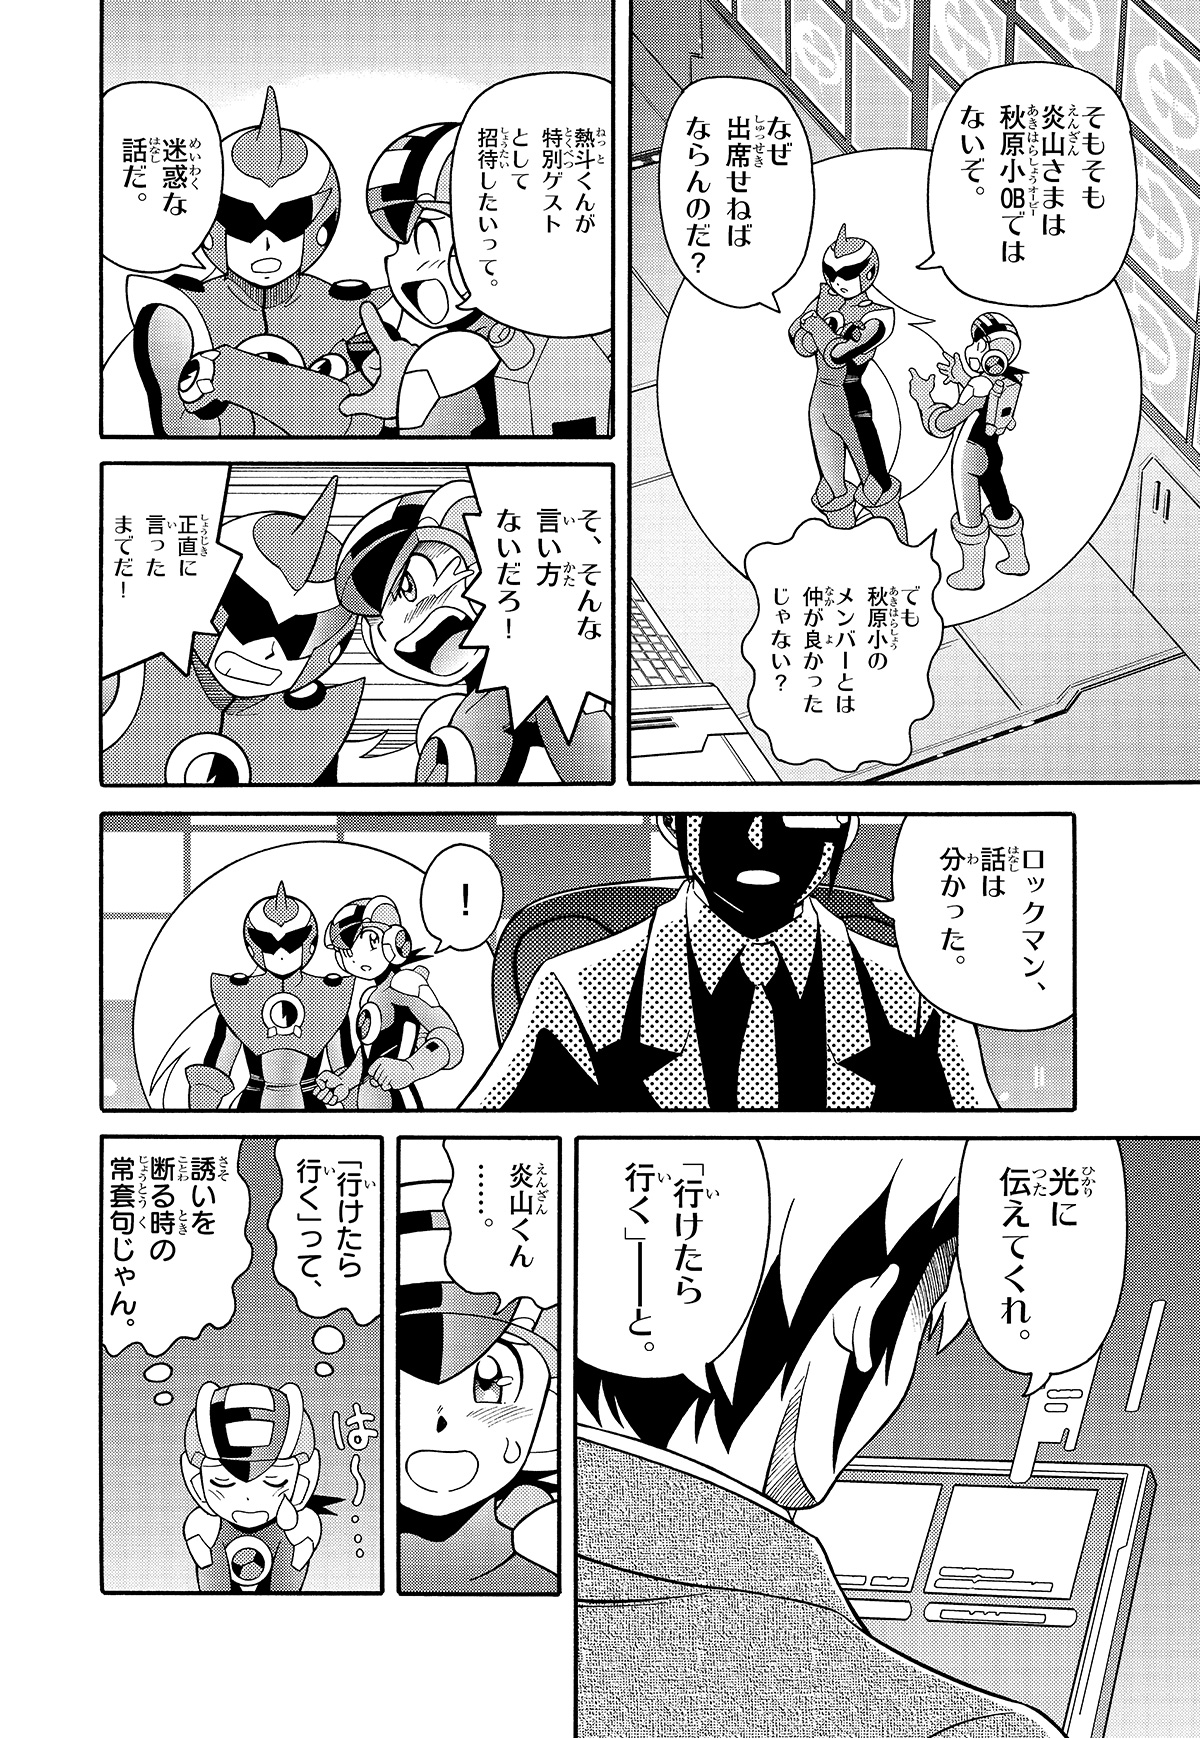 そもそも
炎山さまは
秋原小OBでは
ないぞ。
なぜ
出席せねば
ならんのだ？
でも
秋原小の
メンバーとは
仲が良かった
じゃない？
熱斗くんが
特別ゲスト
として
招待したいって。
迷惑な
話だ。
そ、そんな
言い方
ないだろ！
正直に
言った
までだ！
ロックマン、
話は
分かった。
！
光に
伝えてくれ。
「行けたら
行く」――と。
炎山くん
……。
「行けたら
行く」って、
誘いを
断る時の
常套句じゃん。
は〜…